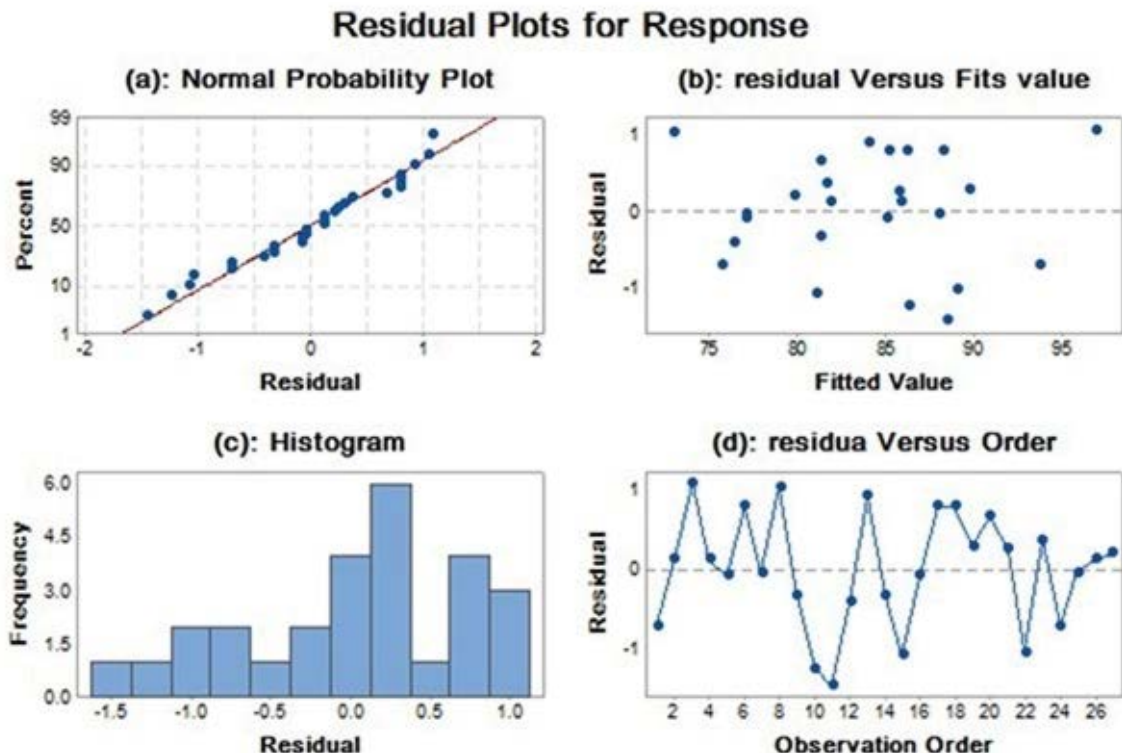 Residual Plots for Response
(a): Normal Probability Plot
99
90
50
10
1
Percent
-2 -1 0 1 2
Residual
(b): residual Versus Fits value
1
0
-1
Residual
75 80 85 90 95
Fitted Value
(c): Histogram
6.0
4.5
3.0
1.5
0.0
Frequency
-1.5 -1.0 -0.5 0.0 0.5 1.0
Residual
(d): residua Versus Order
1
0
-1
Residual
2 4 6 8 10 12 14 16 18 20 22 24 26
Observation Order